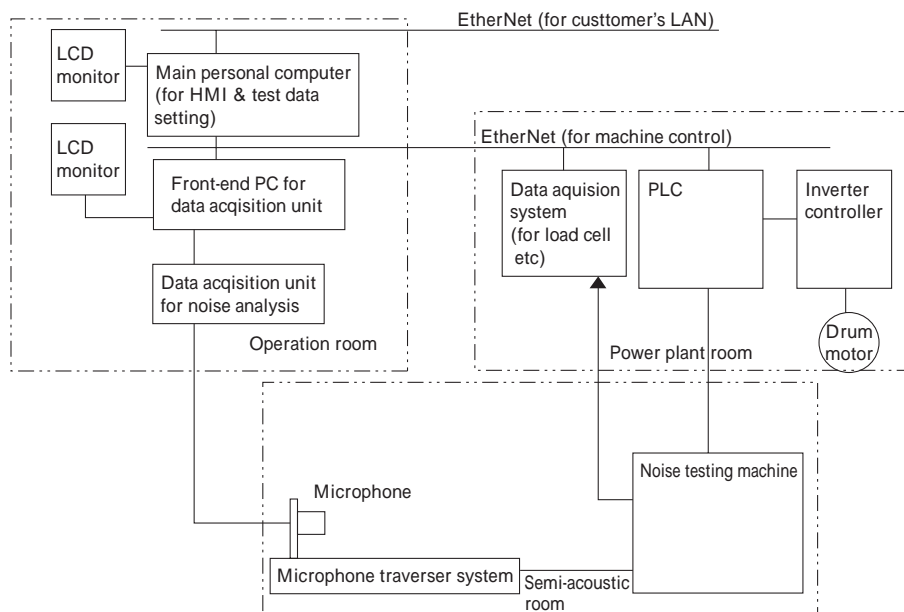 EtherNet (for custtomer's LAN)
LCD
monitor
Main personal computer
(for HMI & test data
setting)
LCD
monitor
EtherNet (for machine control)
Front-end PC for
data acqisition unit
Data aquision
system
(for load cell
etc)
PLC
Inverter
controller
Data acqisition unit
for noise analysis
Operation room
Power plant room
Drum
motor
Noise testing machine
Microphone
Microphone traverser system
Semi-acoustic
room